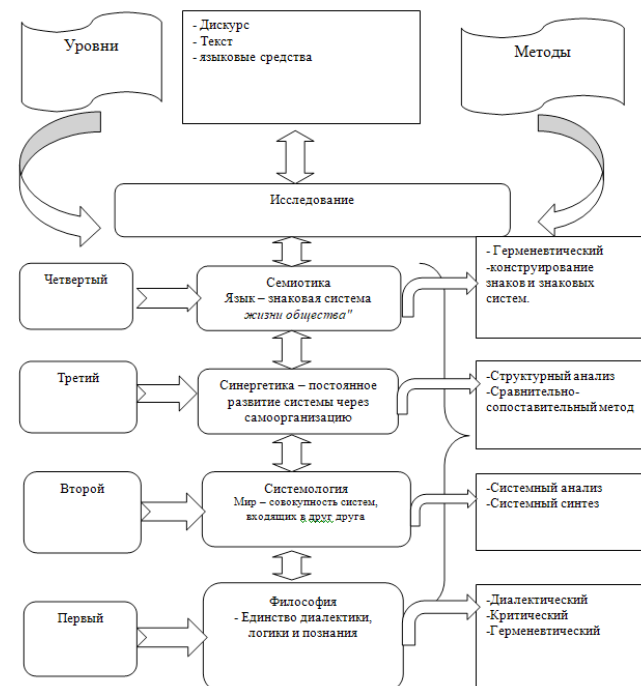 Уровни
- Дискурс
- Текст
- языковые средства
Методы
Исследование
Четвертый
Семиотика
Язык – знаковая система
жизни общества"
- Герменевтический
-конструирование
знаков и знаковых
систем.
Третий
Синергетика – постоянное
развитие системы через
самоорганизацию
-Структурный анализ
-Сравнительно-
сопоставительный метод
Второй
Системология
Мир – совокупность систем,
входящих в друг друга
-Системный анализ
-Системный синтез
Первый
Философия
- Единство диалектики,
логики и познания
-Диалектический
-Критический
-Герменевтический